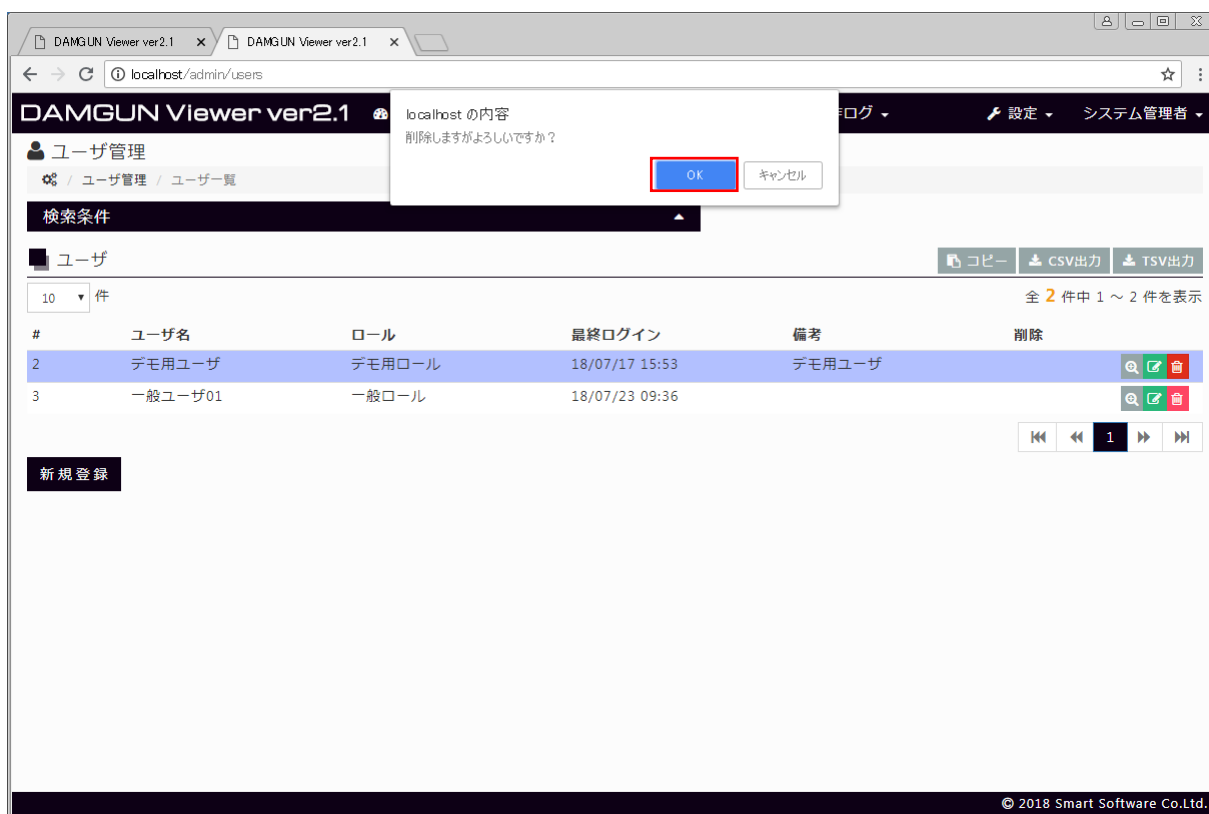 DAMGUN Viewer ver2.1
DAMGUN Viewer ver2.1
localhost/admin/users
DAMGUN Viewer ver2.1
ログ
設定
システム管理者
localhost の内容
削除しますがよろしいですか？
OK
キャンセル
ユーザ管理
/ ユーザ管理 / ユーザー覧
検索条件
ユーザ
コピー
CSV出力
TSV出力
10 件
全 2 件中 1 ～ 2 件を表示
# ユーザ名 ロール 最終ログイン 備考 削除
2 デモ用ユーザ デモ用ロール 18/07/17 15:53 デモ用ユーザ
3 一般ユーザ01 一般ロール 18/07/23 09:36
1
新規登録
© 2018 Smart Software Co.Ltd.